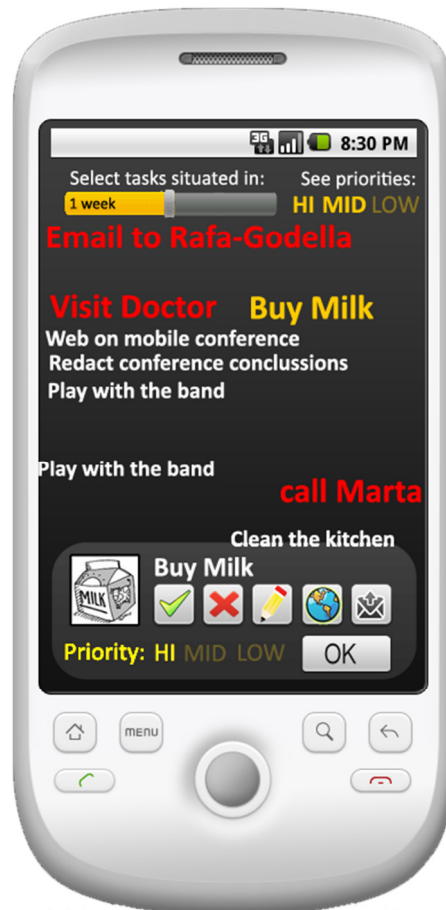 3G 8:30 PM
Select tasks situated in: See priorities:
1 week HI MID LOW
Email to Rafa-Godella
Visit Doctor Buy Milk
Web on mobile conference
Redact conference conclussions
Play with the band
Play with the band
call Marta
Clean the kitchen
Buy Milk
MILK
Priority: HI MID LOW OK
MENU